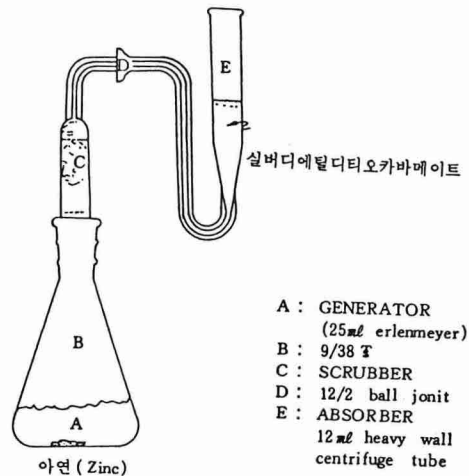 D
E
C
실버디에틸디티오카바메이트
B
A
아연 (Zinc)
A : GENERATOR
(25㎖ erlenmeyer)
B : 9/38 ₮
C : SCRUBBER
D : 12/2 ball jonit
E : ABSORBER
12㎖ heavy wall
centrifuge tube